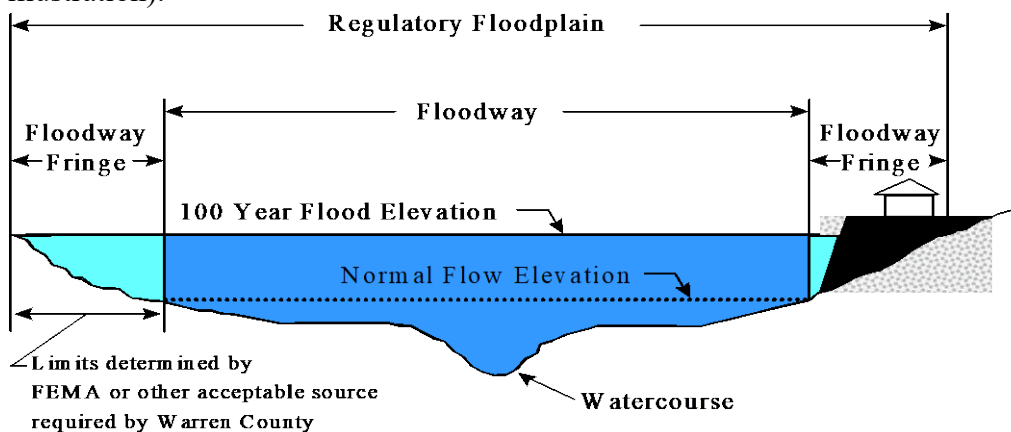 illustration).
Regulatory Floodplain
Floodway
Floodway
Fringe
Floodway
Fringe
100 Year Flood Elevation
Normal Flow Elevation
Limits determined by
FEMA or other acceptable source
required by Warren County
Watercourse